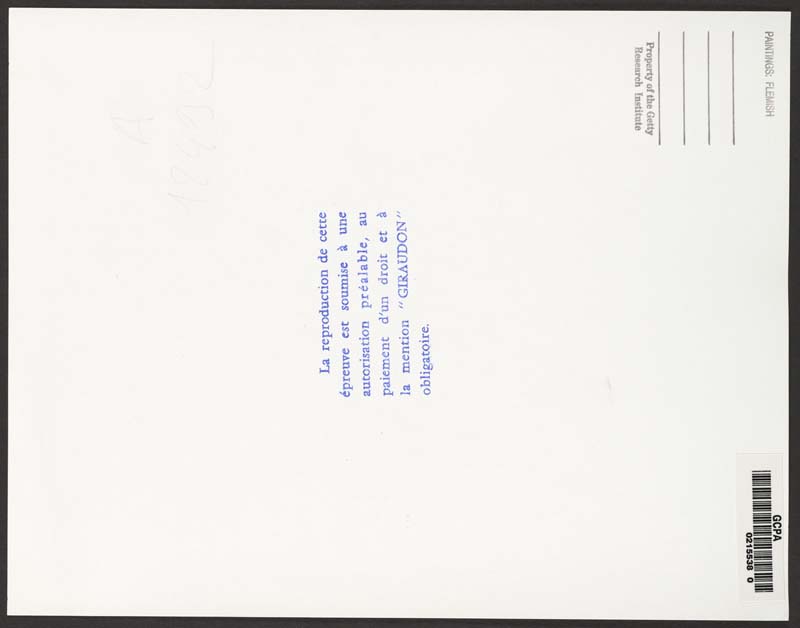 PAINTINGS: FLEMISH
Property of the Getty
Research Institute
La reproduction de cette
épreuve est soumise à une
autorisation préalable, au
paiement d'un droit et à
la mention "GIRAUDON"
obligatoire.
GCPA
0215538 0